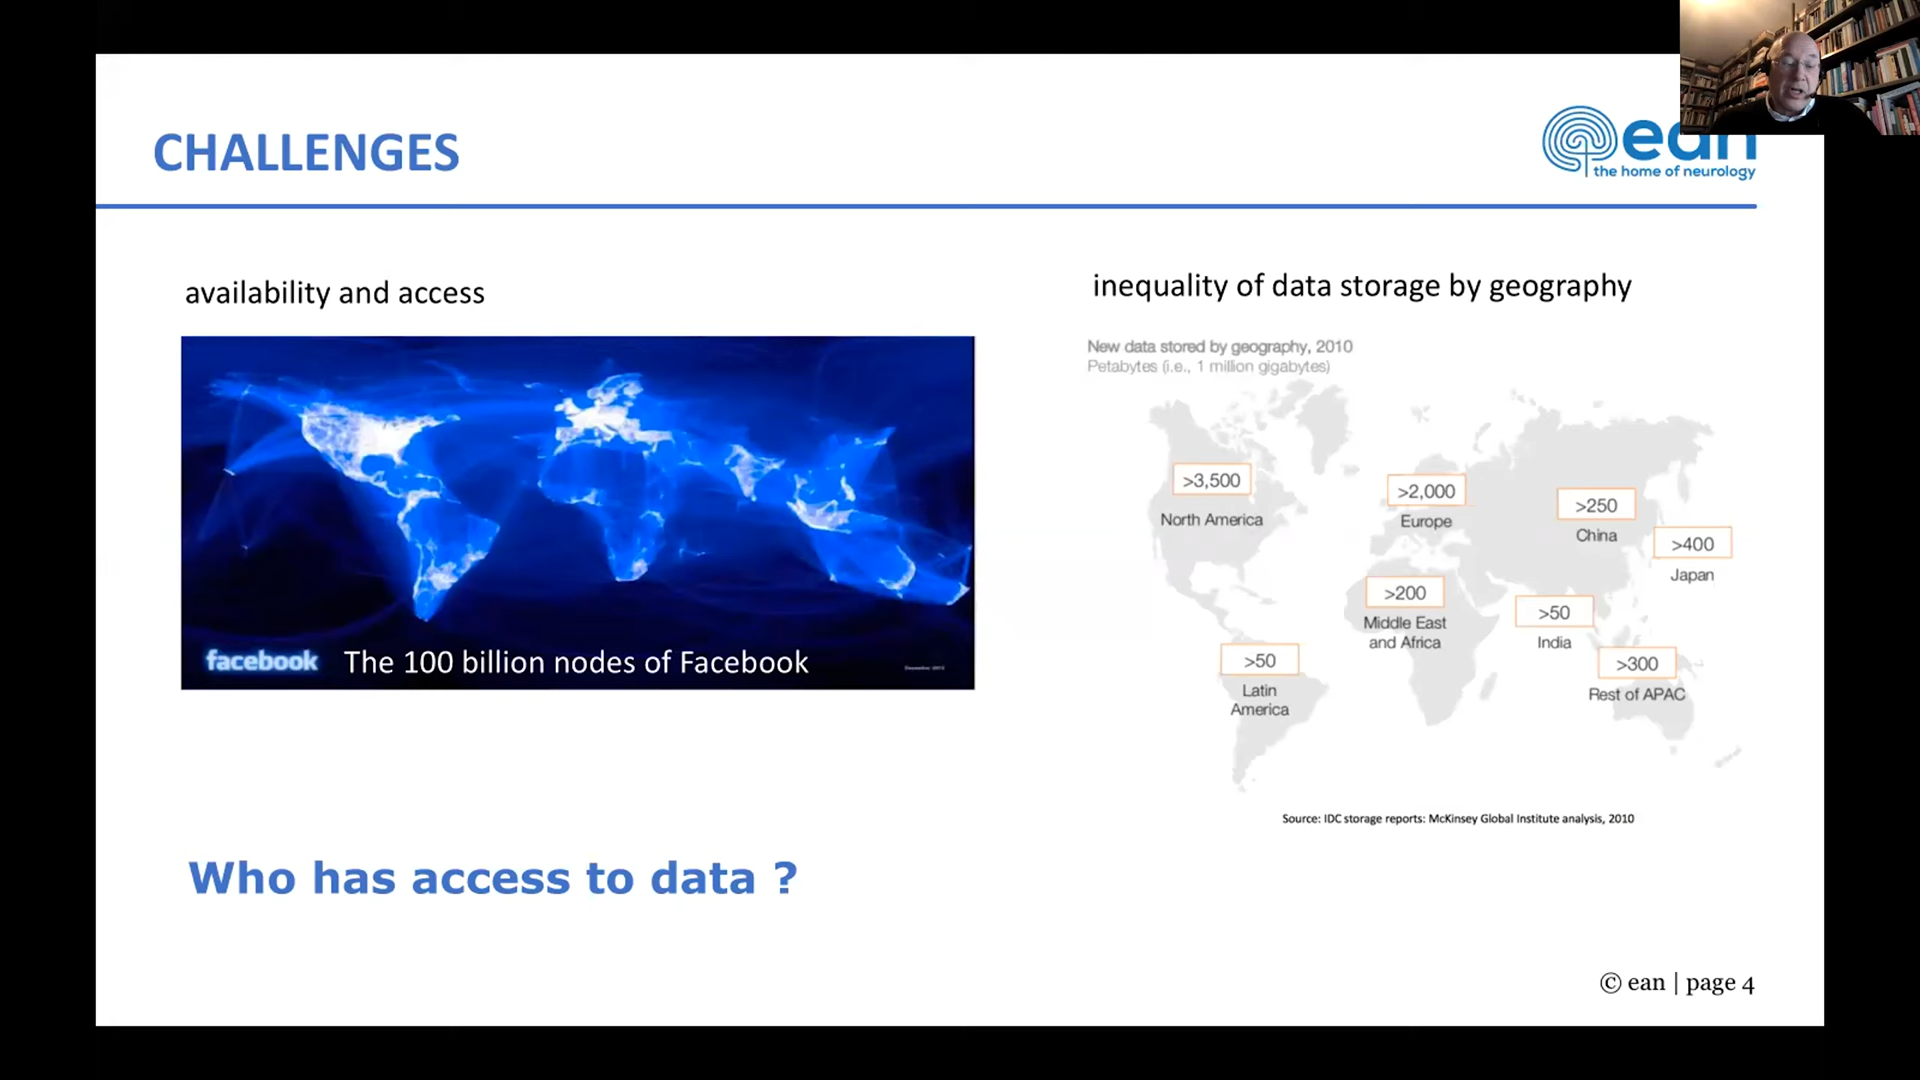 CHALLENGES
ean
the home of neurology
availability and access
facebook
The 100 billion nodes of Facebook
inequality of data storage by geography
New data stored by geography, 2010
Petabytes (i.e., 1 million gigabytes)
>3,500
North America
>2,000
Europe
>250
China
>400
Japan
>200
Middle East
and Africa
>50
India
>50
Latin
America
>300
Rest of APAC
Source: IDC storage reports: McKinsey Global Institute analysis, 2010
Who has access to data ?
© ean | page 4